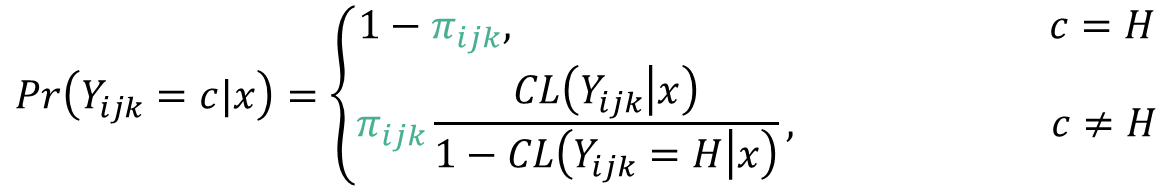 1 − π_{ijk}, c = H
Pr(Y_{ijk} = c|x) = {
π_{ijk} CL(Y_{ijk}|x) / 1 − CL(Y_{ijk} = H|x), c ≠ H